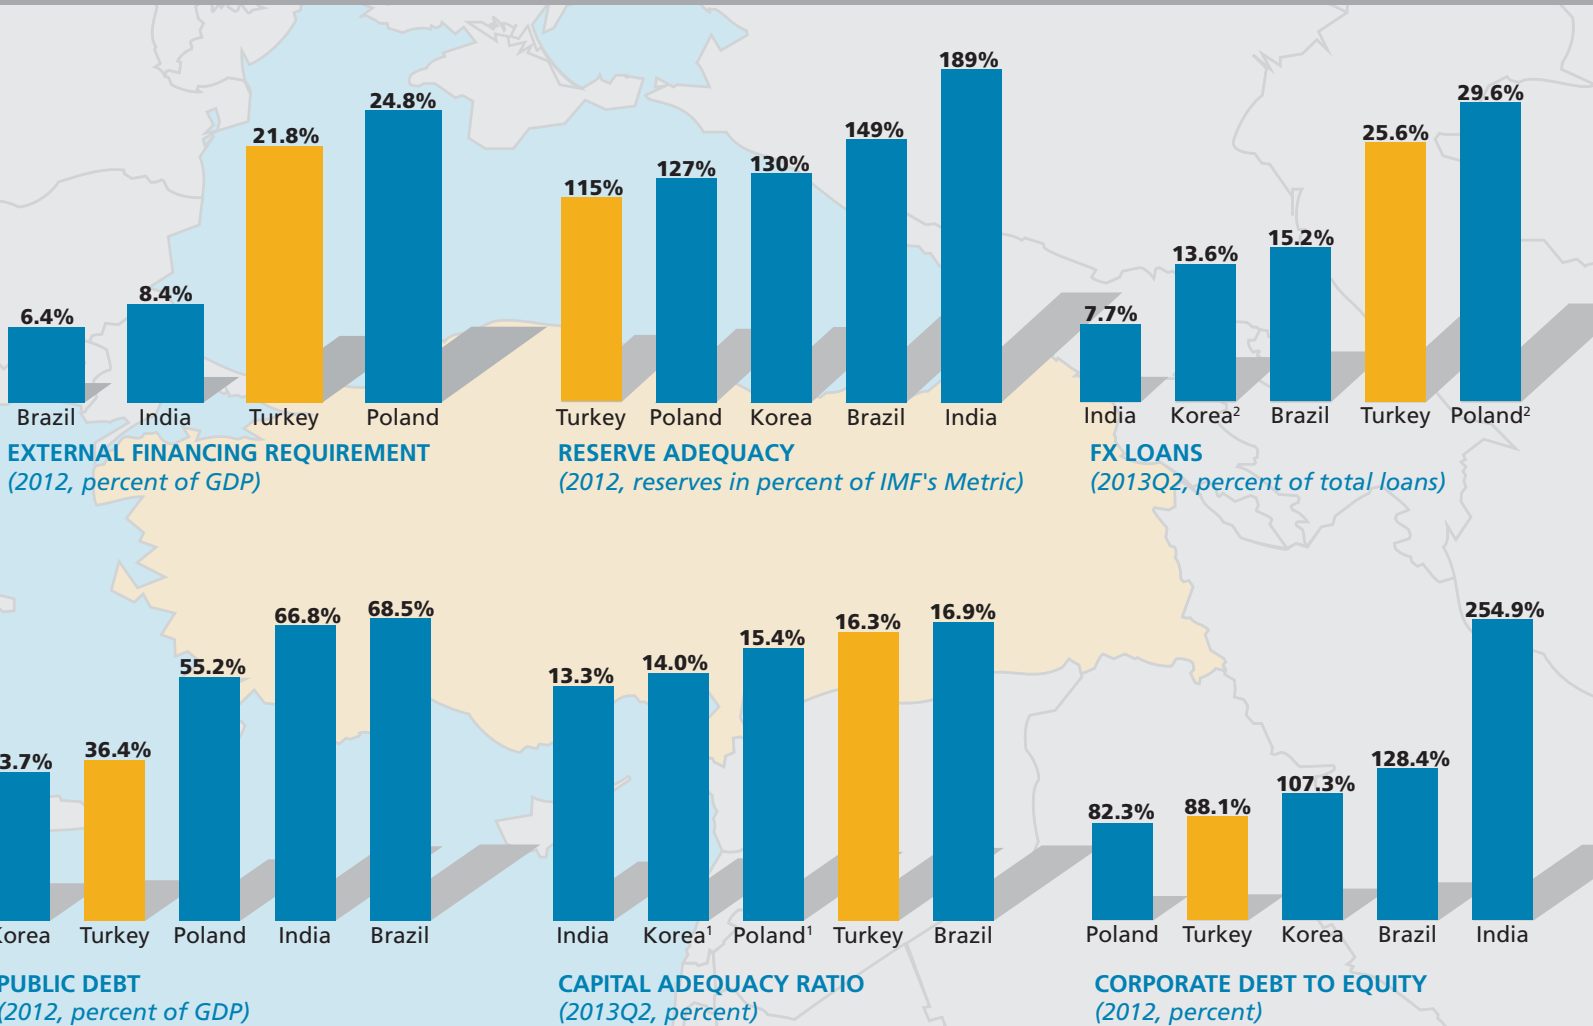 24.8%
21.8%
8.4%
6.4%
Brazil India Turkey Poland
EXTERNAL FINANCING REQUIREMENT
(2012, percent of GDP)
189%
149%
130%
127%
115%
Turkey Poland Korea Brazil India
RESERVE ADEQUACY
(2012, reserves in percent of IMF's Metric)
29.6%
25.6%
15.2%
13.6%
7.7%
India Korea² Brazil Turkey Poland²
FX LOANS
(2013Q2, percent of total loans)
68.5%
66.8%
55.2%
36.4%
3.7%
Turkey Poland India Brazil
PUBLIC DEBT
(2012, percent of GDP)
16.9%
16.3%
15.4%
14.0%
13.3%
India Korea¹ Poland¹ Turkey Brazil
CAPITAL ADEQUACY RATIO
(2013Q2, percent)
254.9%
128.4%
107.3%
88.1%
82.3%
Poland Turkey Korea Brazil India
CORPORATE DEBT TO EQUITY
(2012, percent)